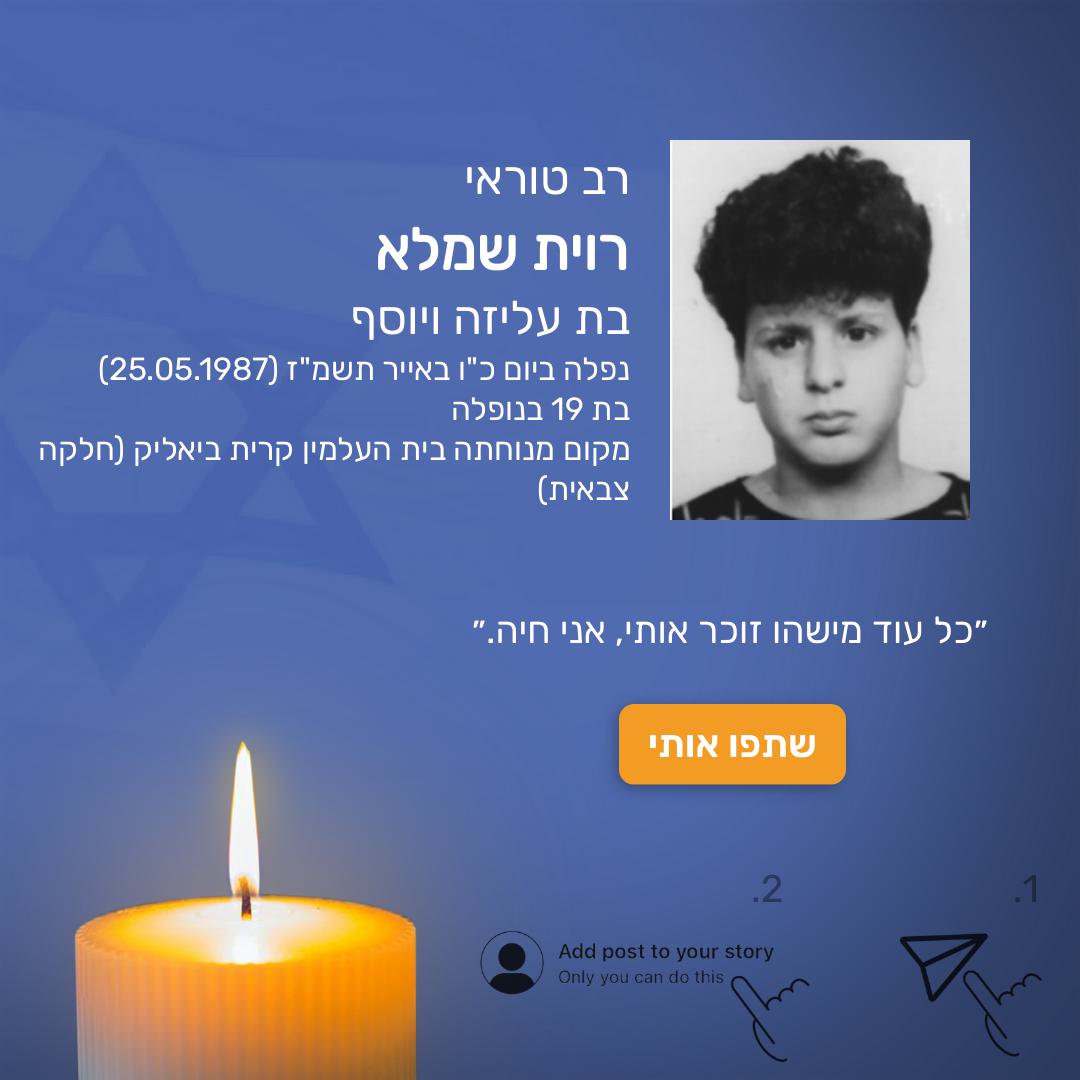 רב טוראי
רוית שמלא
בת עליזה ויוסף
נפלה ביום כ"ו באייר תשמ"ז (25.05.1987)
בת 19 בנופלה
מקום מנוחתה בית העלמין קרית ביאליק (חלקה
צבאית)
״כל עוד מישהו זוכר אותי, אני חיה.״
שתפו אותי
.1
.2
Add post to your story
Only you can do this